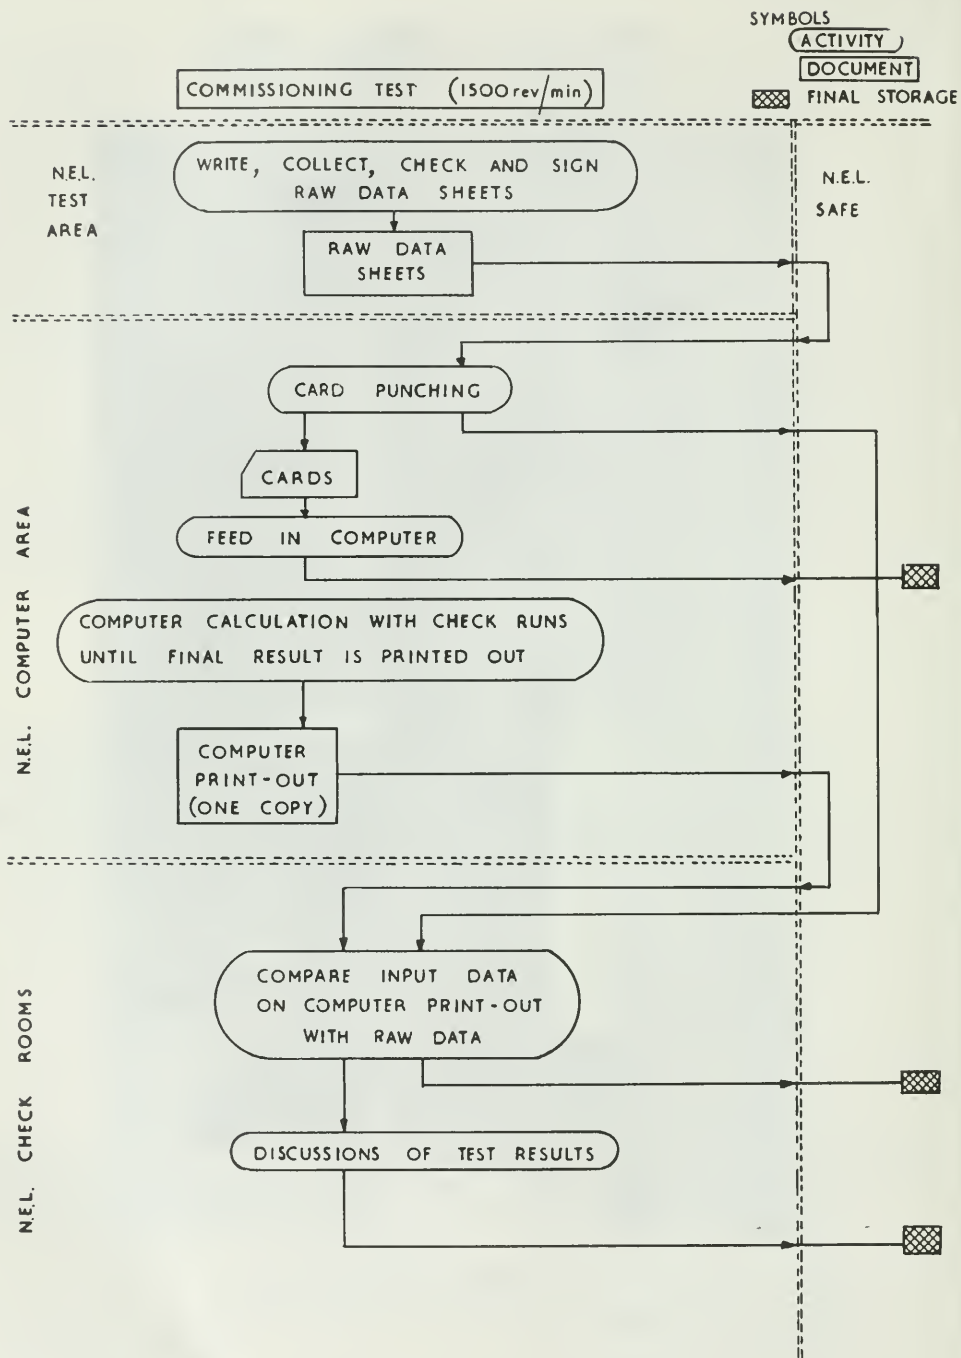 SYMBOLS
ACTIVITY
DOCUMENT
FINAL STORAGE
COMMISSIONING TEST (1500 rev/min)
N.E.L.
TEST
AREA
WRITE, COLLECT, CHECK AND SIGN
RAW DATA SHEETS
N.E.L.
SAFE
RAW DATA
SHEETS
N.E.L. COMPUTER AREA
CARD PUNCHING
CARDS
FEED IN COMPUTER
COMPUTER CALCULATION WITH CHECK RUNS
UNTIL FINAL RESULT IS PRINTED OUT
COMPUTER
PRINT-OUT
(ONE COPY)
N.E.L. CHECK ROOMS
COMPARE INPUT DATA
ON COMPUTER PRINT-OUT
WITH RAW DATA
DISCUSSIONS OF TEST RESULTS